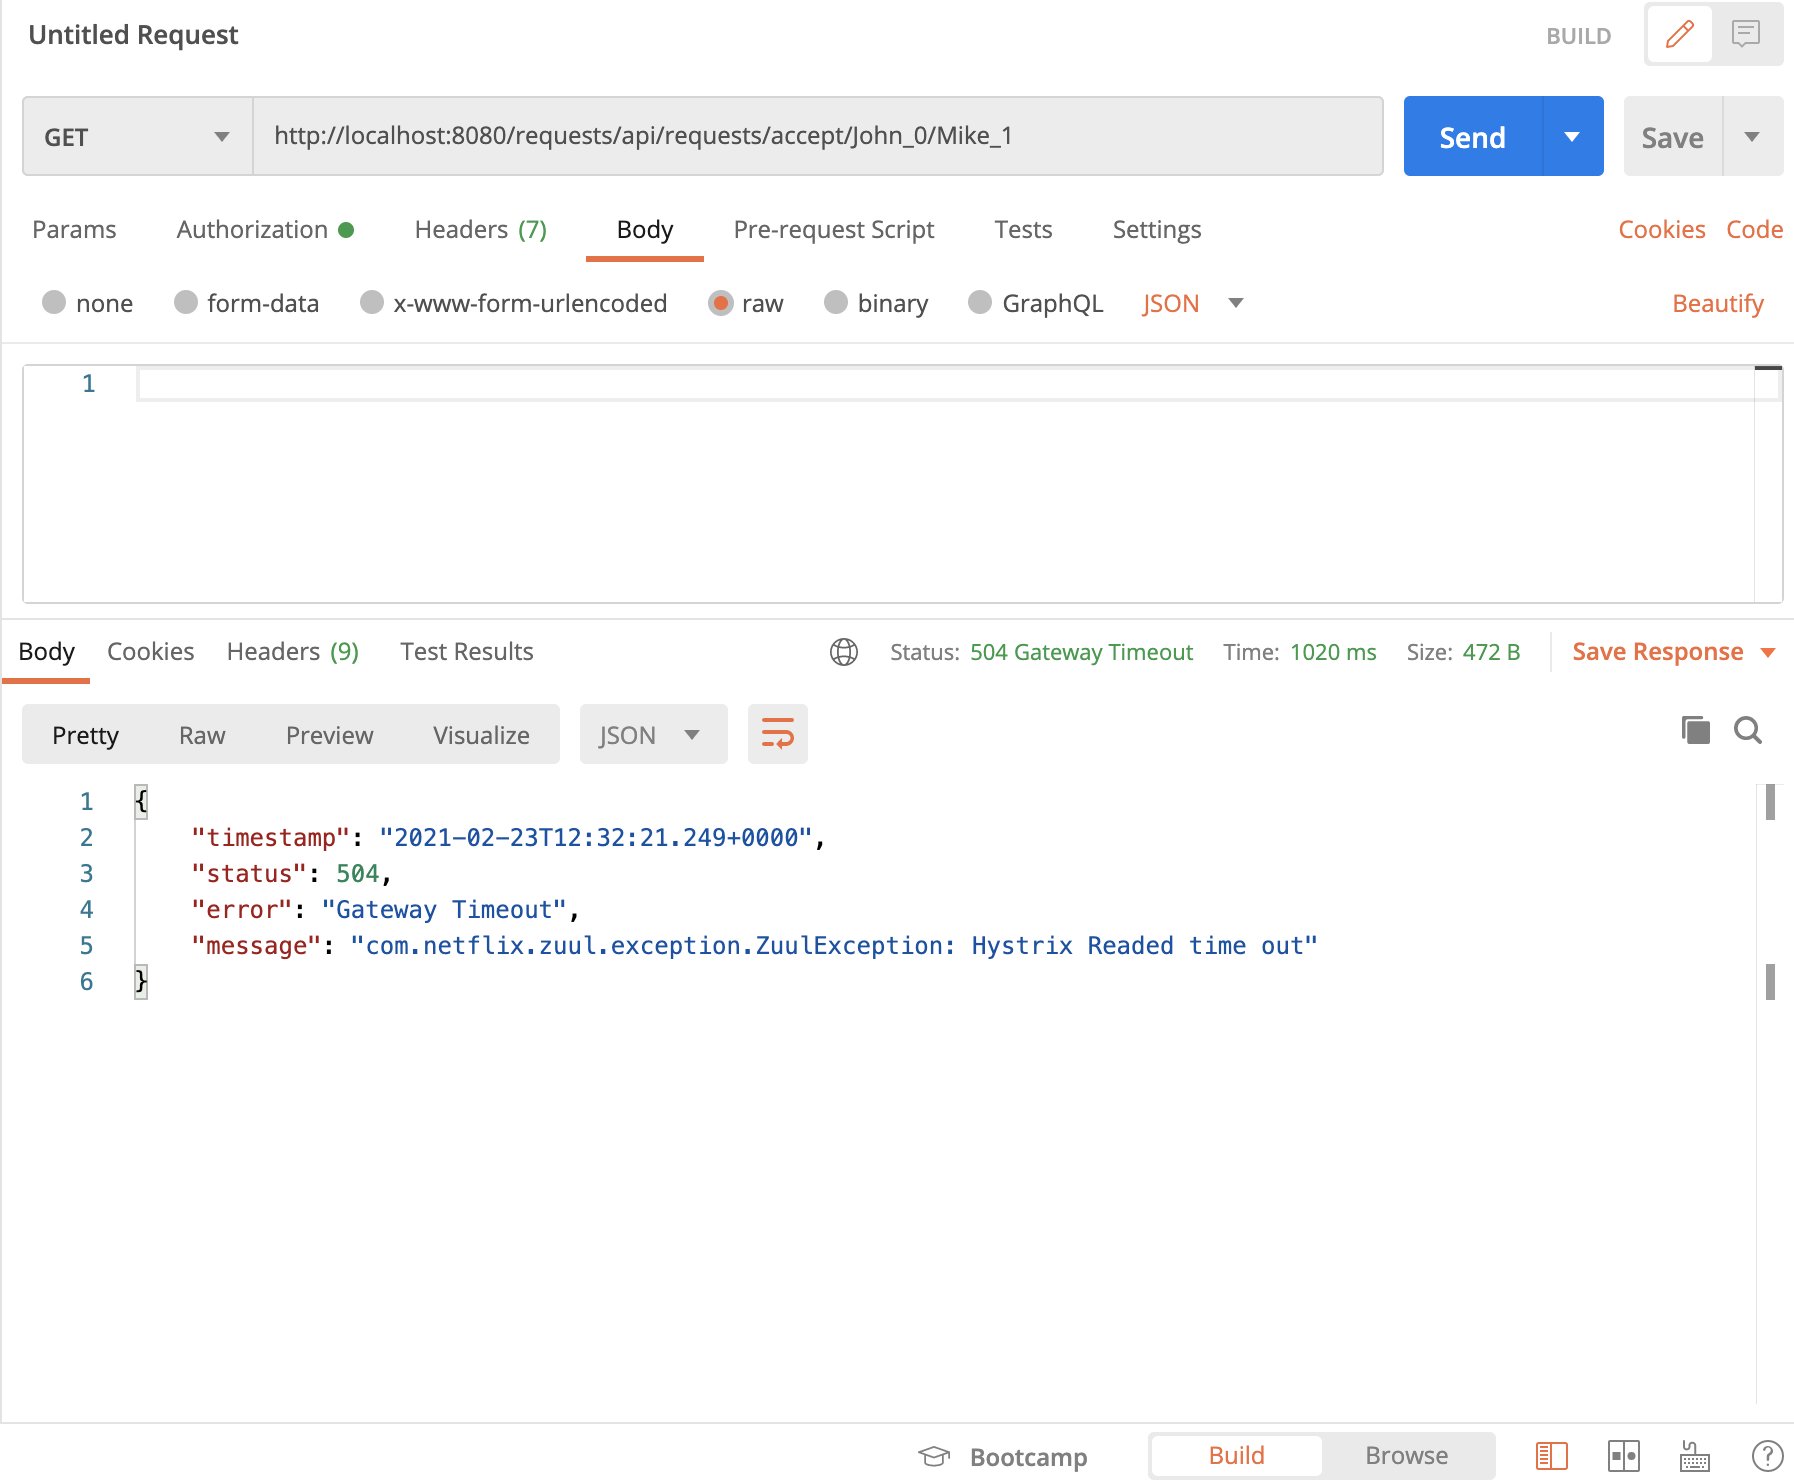 Untitled Request
BUILD
GET
http://localhost:8080/requests/api/requests/accept/John_0/Mike_1
Send
Save
Params Authorization Headers (7) Body Pre-request Script Tests Settings Cookies Code
none form-data x-www-form-urlencoded raw binary GraphQL JSON Beautify
1
Body Cookies Headers (9) Test Results Status: 504 Gateway Timeout Time: 1020 ms Size: 472 B Save Response
Pretty Raw Preview Visualize JSON
1 {
2 "timestamp": "2021-02-23T12:32:21.249+0000",
3 "status": 504,
4 "error": "Gateway Timeout",
5 "message": "com.netflix.zuul.exception.ZuulException: Hystrix Readed time out"
6 }
Bootcamp Build Browse ?